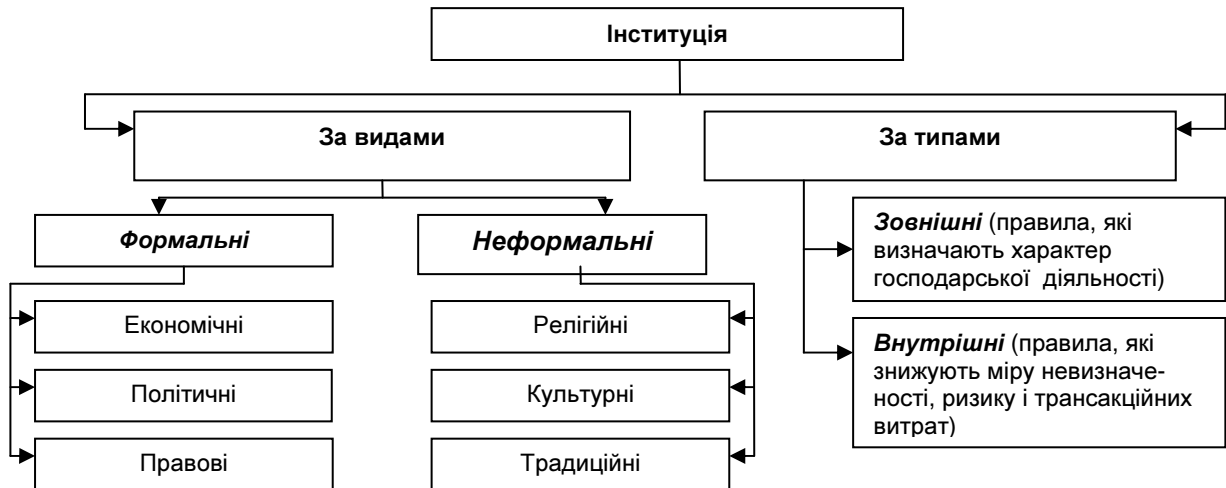 Інституція
За видами
За типами
Формальні
Неформальні
Економічні
Політичні
Правові
Релігійні
Культурні
Традиційні
Зовнішні (правила, які
визначають характер
господарської діяльності)
Внутрішні (правила, які
знижують міру невизначе-
ності, ризику і трансакційних
витрат)